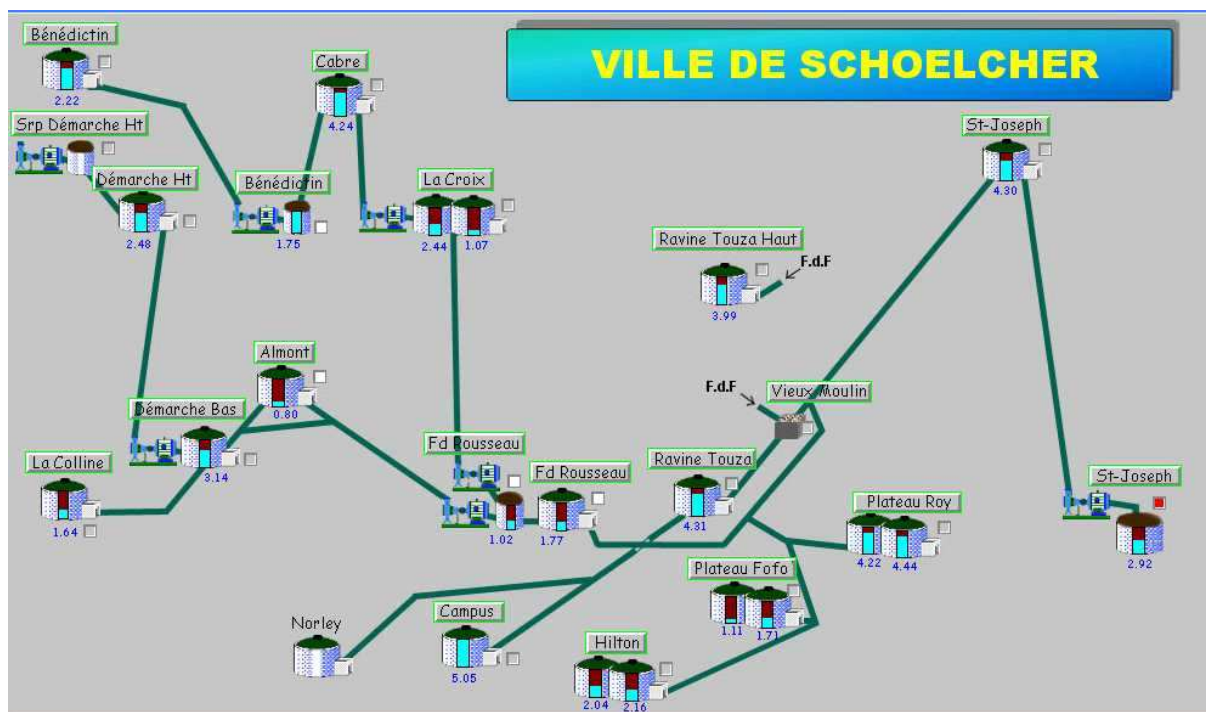 VILLE DE SCHOELCHER
Bénédictin
2.22
Cabre
4.24
Srp Démarche Ht
Démarche Ht
2.48
Bénédictin
1.75
La Croix
2.44
1.07
St-Joseph
4.30
Ravine Touza Haut
F.d.F
3.99
Almont
0.80
F.d.F
Vieux Moulin
Démarche Bas
3.14
La Colline
1.64
Fd Rousseau
1.02
Fd Rousseau
1.77
Ravine Touza
4.31
Plateau Roy
4.22
4.44
St-Joseph
2.92
Plateau Fofo
1.11
1.71
Norley
Campus
5.05
Hilton
2.04
2.16